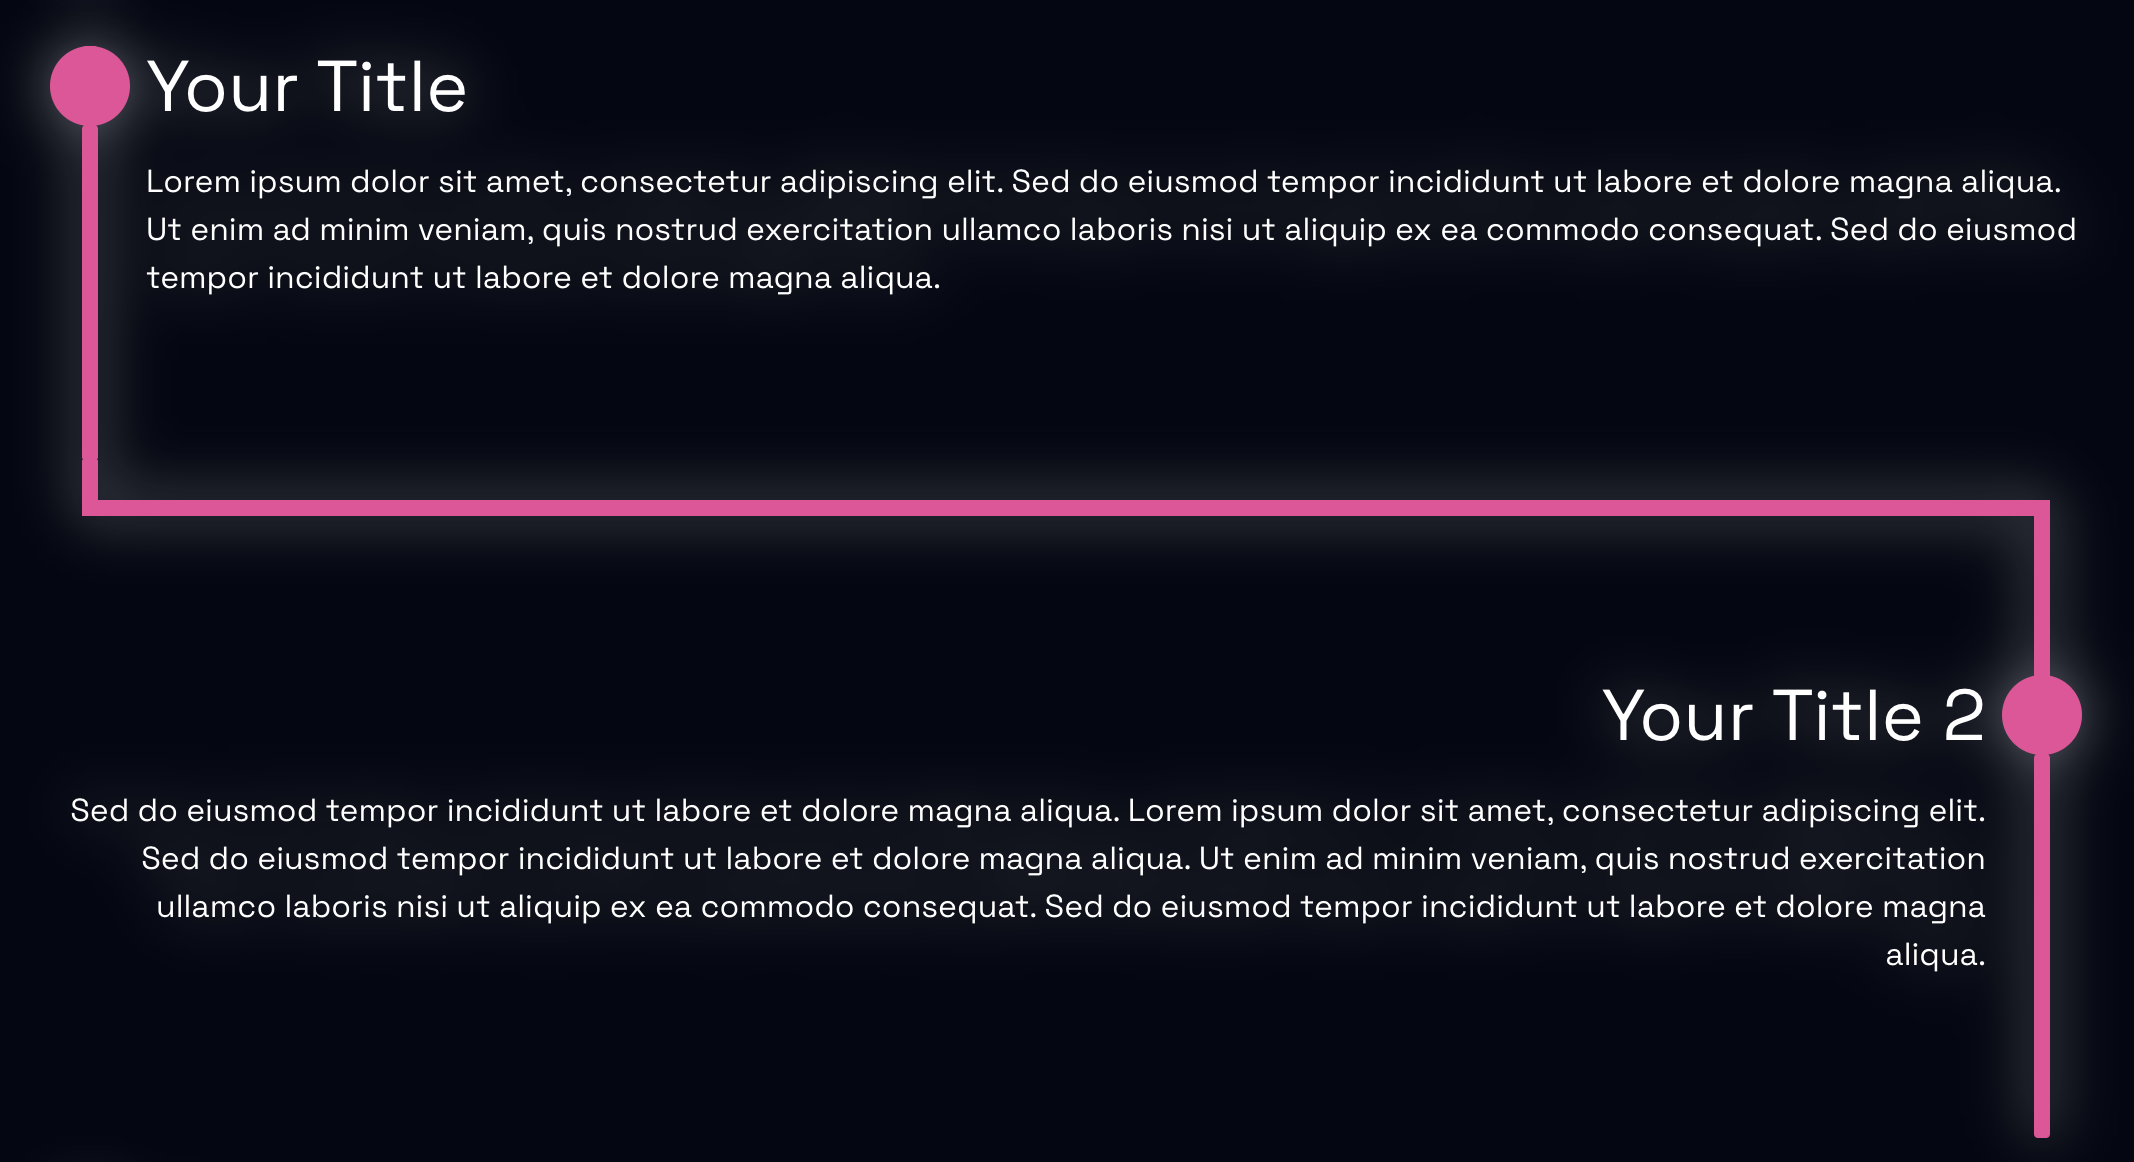 Your Title
Lorem ipsum dolor sit amet, consectetur adipiscing elit. Sed do eiusmod tempor incididunt ut labore et dolore magna aliqua.
Ut enim ad minim veniam, quis nostrud exercitation ullamco laboris nisi ut aliquip ex ea commodo consequat. Sed do eiusmod
tempor incididunt ut labore et dolore magna aliqua.
Your Title 2
Sed do eiusmod tempor incididunt ut labore et dolore magna aliqua. Lorem ipsum dolor sit amet, consectetur adipiscing elit.
Sed do eiusmod tempor incididunt ut labore et dolore magna aliqua. Ut enim ad minim veniam, quis nostrud exercitation
ullamco laboris nisi ut aliquip ex ea commodo consequat. Sed do eiusmod tempor incididunt ut labore et dolore magna
aliqua.